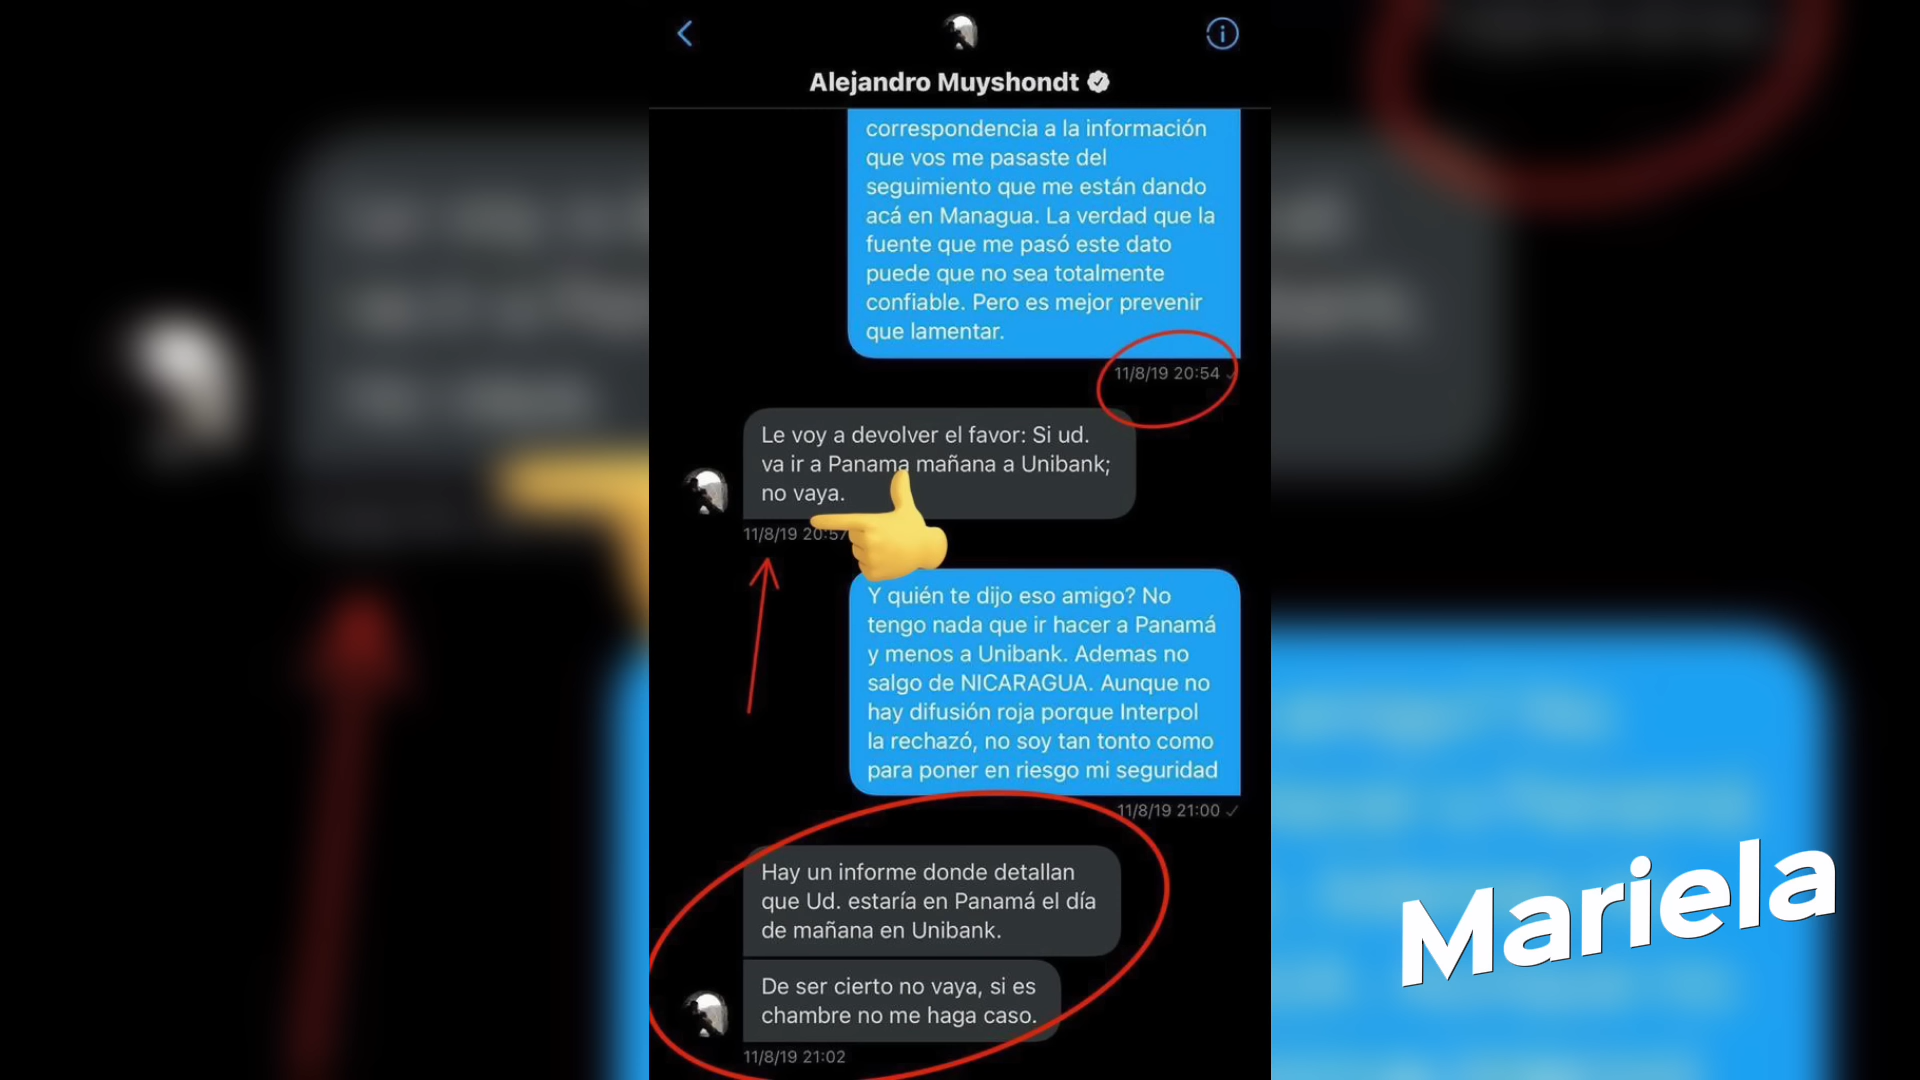 Alejandro Muyshondt
correspondencia a la información
que vos me pasaste del
seguimiento que me están dando
acá en Managua. La verdad que la
fuente que me pasó este dato
puede que no sea totalmente
confiable. Pero es mejor prevenir
que lamentar.
11/8/19 20:54
Le voy a devolver el favor: Si ud.
va ir a Panama mañana a Unibank;
no vaya.
11/8/19 20:57
Y quién te dijo eso amigo? No
tengo nada que ir hacer a Panamá
y menos a Unibank. Ademas no
salgo de NICARAGUA. Aunque no
hay difusión roja porque Interpol
la rechazó, no soy tan tonto como
para poner en riesgo mi seguridad
11/8/19 21:00
Hay un informe donde detallan
que Ud. estaría en Panamá el día
de mañana en Unibank.
De ser cierto no vaya, si es
chambre no me haga caso.
11/8/19 21:02
Mariela